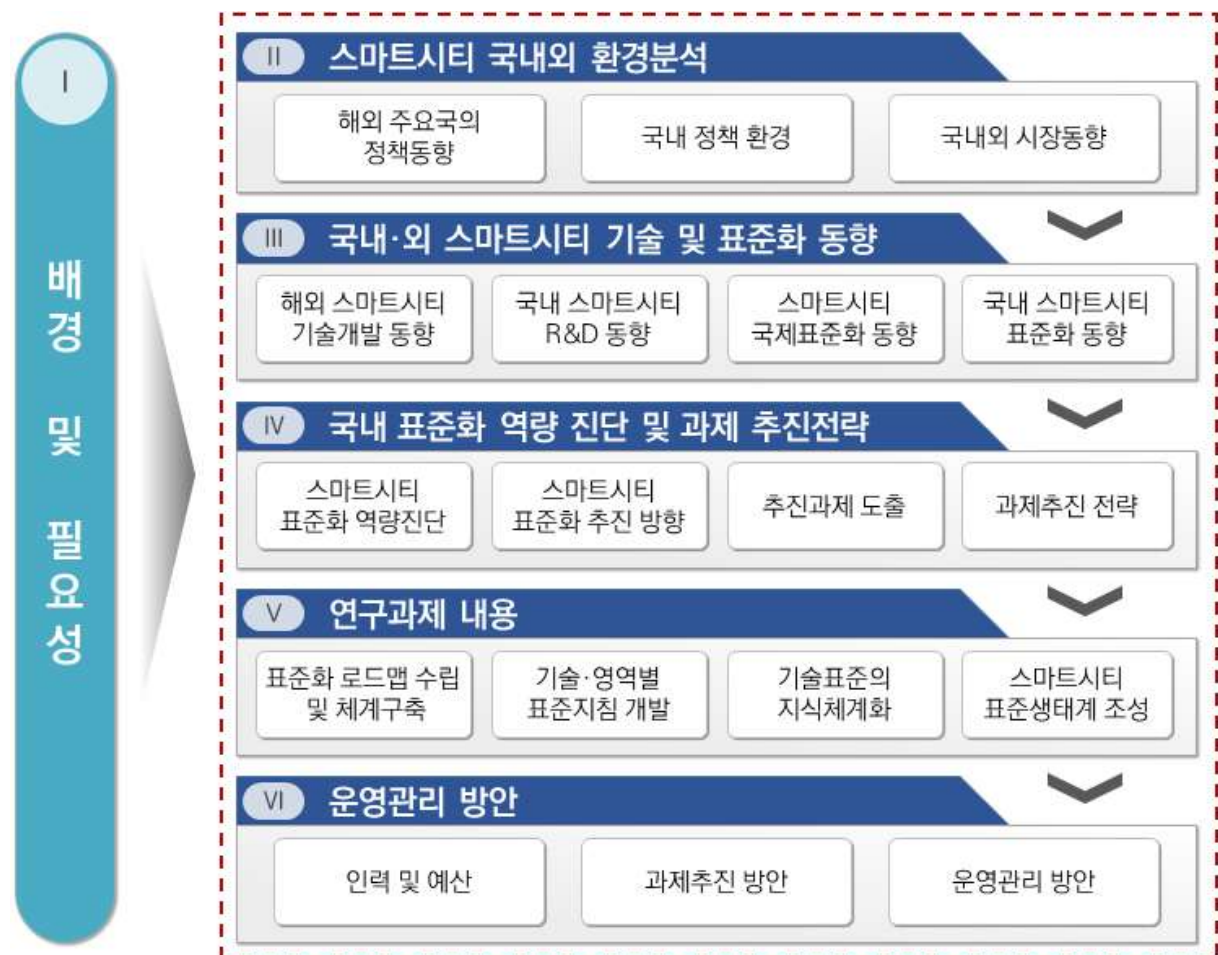 I
배경 및 필요성
II 스마트시티 국내외 환경분석
해외 주요국의
정책동향
국내 정책 환경
국내외 시장동향
III 국내·외 스마트시티 기술 및 표준화 동향
해외 스마트시티
기술개발 동향
국내 스마트시티
R&D 동향
스마트시티
국제표준화 동향
국내 스마트시티
표준화 동향
IV 국내 표준화 역량 진단 및 과제 추진전략
스마트시티
표준화 역량진단
스마트시티
표준화 추진 방향
추진과제 도출
과제추진 전략
V 연구과제 내용
표준화 로드맵 수립
및 체계구축
기술·영역별
표준지침 개발
기술표준의
지식체계화
스마트시티
표준생태계 조성
VI 운영관리 방안
인력 및 예산
과제추진 방안
운영관리 방안